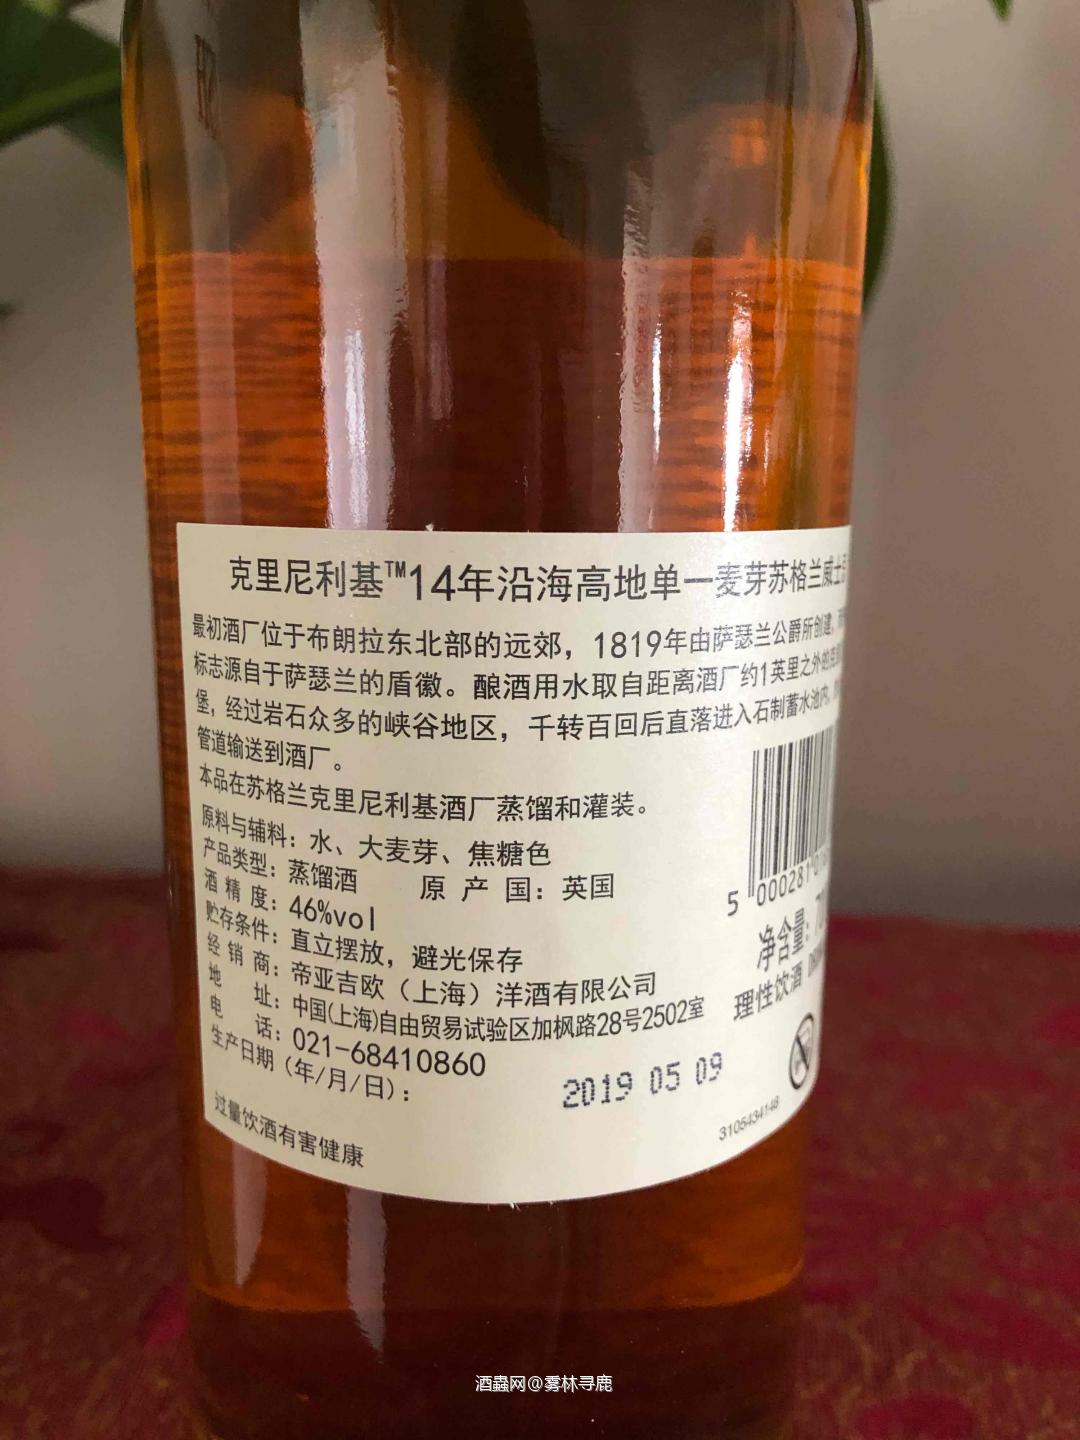 克里尼利基™14年沿海高地单一麦芽苏格兰威士
最初酒厂位于布朗拉东北部的远郊，1819年由萨瑟兰公爵所创建，
标志源自于萨瑟兰的盾徽。酿酒用水取自距离酒厂约1英里之外的
堡，经过岩石众多的峡谷地区，千转百回后直落进入石制蓄水池内，
管道输送到酒厂。
本品在苏格兰克里尼利基酒厂蒸馏和灌装。
原料与辅料：水、大麦芽、焦糖色
产品类型：蒸馏酒 原产国：英国
酒精度：46%vol
贮存条件：直立摆放，避光保存
经销商：帝亚吉欧（上海）洋酒有限公司
地址：中国(上海)自由贸易试验区加枫路28号2502室
电话：021-68410860
生产日期（年/月/日）：
2019 05 09
过量饮酒有害健康
5 000281
净含量：
理性饮酒
3105434148
酒蟲网@雾林寻鹿